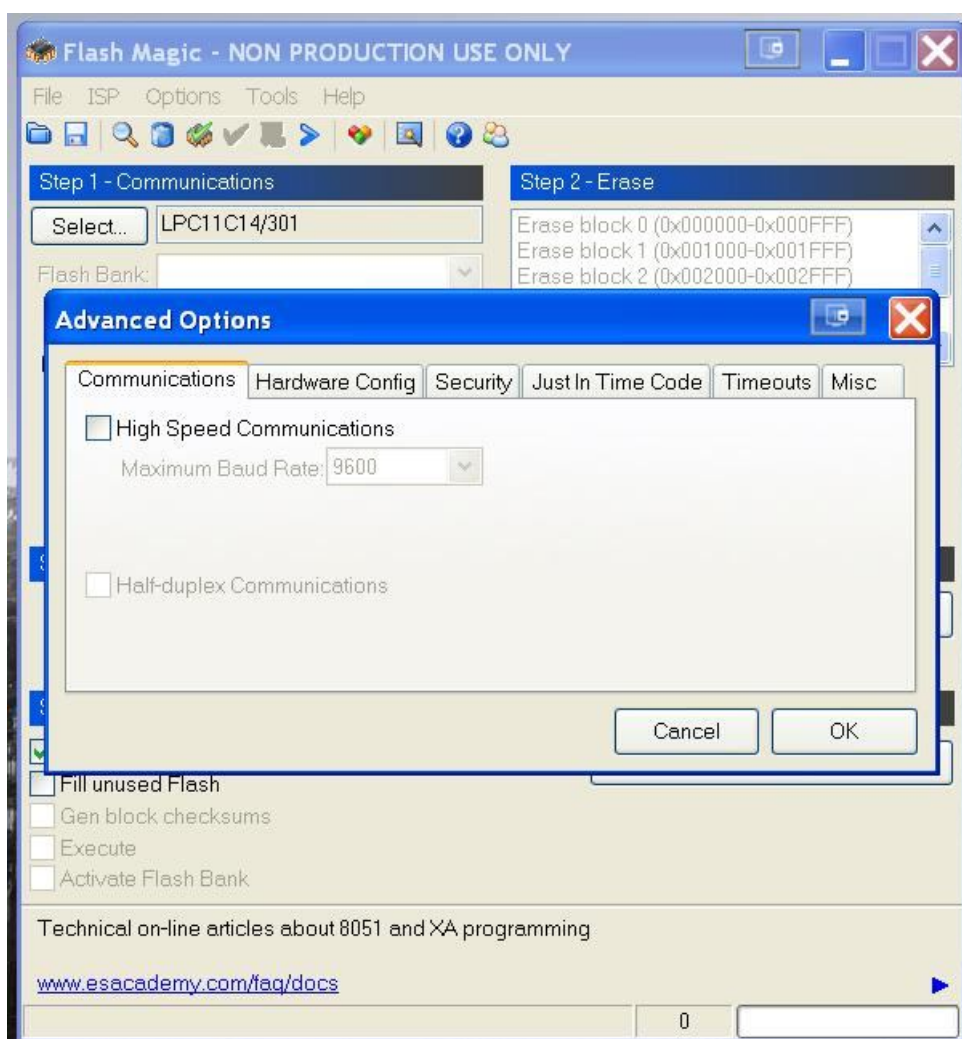 Flash Magic - NON PRODUCTION USE ONLY
File ISP Options Tools Help
Step 1 - Communications
Select...
LPC11C14/301
Flash Bank:
Step 2 - Erase
Erase block 0 (0x000000-0x000FFF)
Erase block 1 (0x001000-0x001FFF)
Erase block 2 (0x002000-0x002FFF)
Advanced Options
Communications Hardware Config Security Just In Time Code Timeouts Misc
High Speed Communications
Maximum Baud Rate: 9600
Half-duplex Communications
Cancel OK
Fill unused Flash
Gen block checksums
Execute
Activate Flash Bank
Technical on-line articles about 8051 and XA programming
www.esacademy.com/faq/docs
0